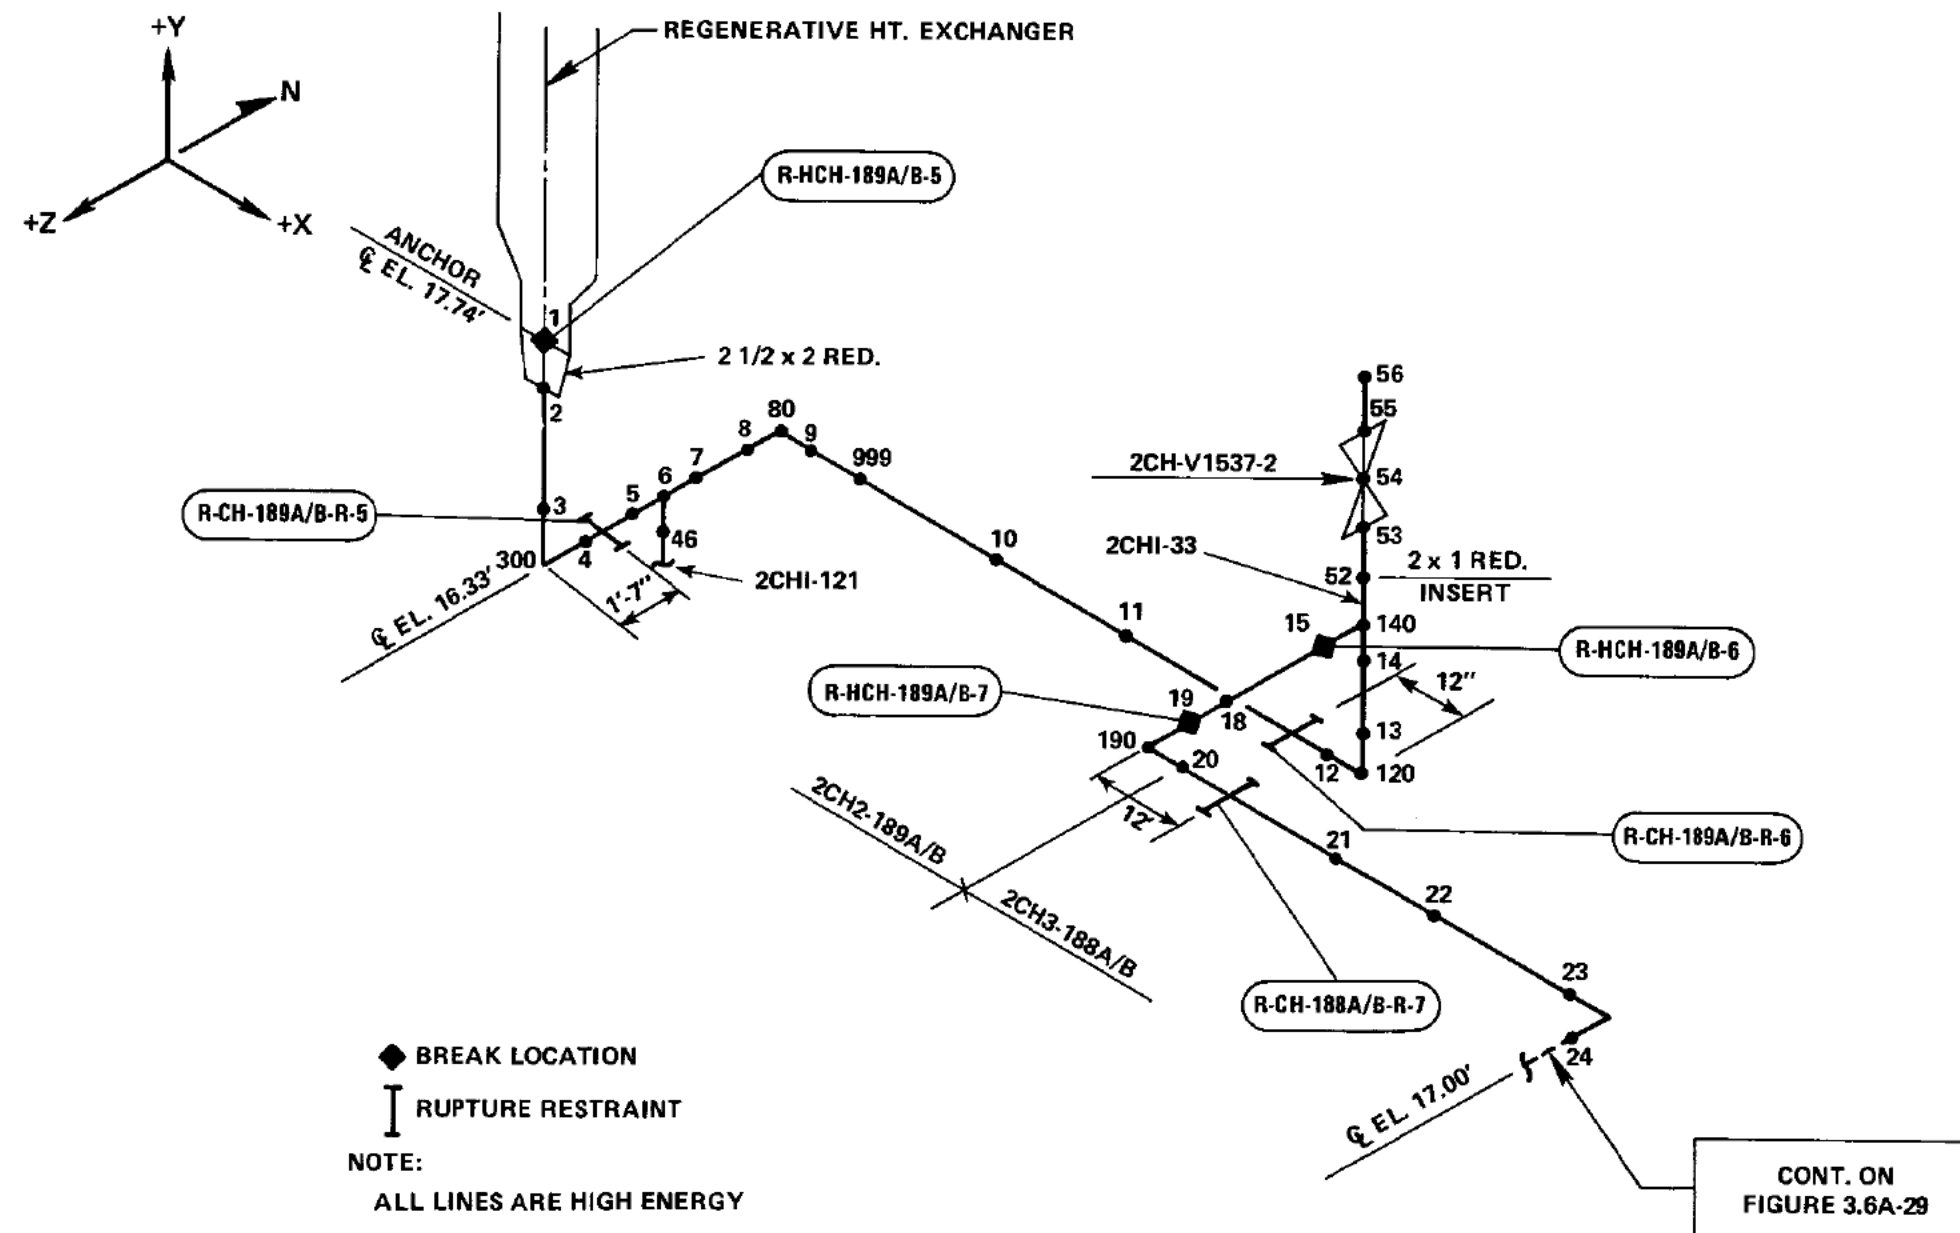 +Y
N
+Z
+X
REGENERATIVE HT. EXCHANGER
R-HCH-189A/B-5
ANCHOR
℄ EL. 17.74'
1
2 1/2 x 2 RED.
2
3
R-CH-189A/B-R-5
300
4
5
6
7
8
80
9
999
46
2CHI-121
1'-7"
℄ EL. 16.33'
10
11
56
55
2CH-V1537-2
54
53
2CHI-33
52
2 x 1 RED.
INSERT
15
140
R-HCH-189A/B-6
14
12"
R-HCH-189A/B-7
19
18
13
190
20
12
120
12'
2CH2-189A/B
2CH3-188A/B
R-CH-189A/B-R-6
21
22
R-CH-188A/B-R-7
23
24
℄ EL. 17.00'
BREAK LOCATION
RUPTURE RESTRAINT
NOTE:
ALL LINES ARE HIGH ENERGY
CONT. ON
FIGURE 3.6A-29